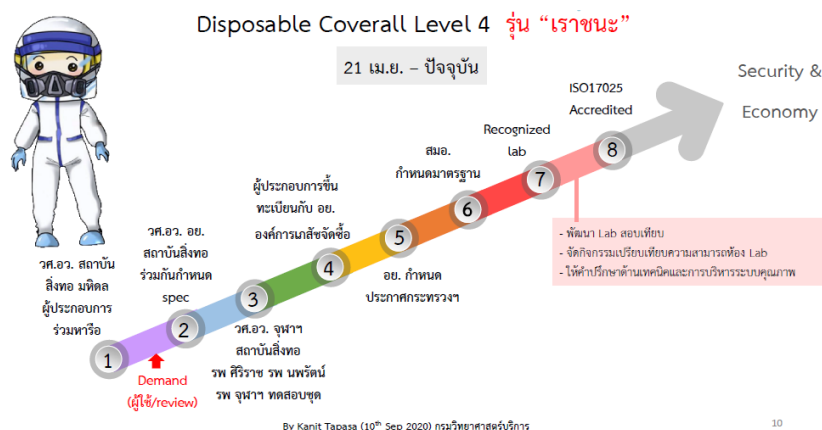 Disposable Coverall Level 4 รุ่น “เราชนะ”
21 เม.ย. – ปัจจุบัน
Security &
Economy
ISO17025
Accredited
Recognized
lab
สมอ.
กำหนดมาตรฐาน
ผู้ประกอบการขึ้น
ทะเบียนกับ อย.
องค์การเภสัชจัดซื้อ
วศ.อว. อย.
สถาบันสิ่งทอ
ร่วมกันกำหนด
spec
วศ.อว. สถาบัน
สิ่งทอ มหิดล
ผู้ประกอบการ
ร่วมหารือ
1
2
3
4
5
6
7
8
อย. กำหนด
ประกาศกระทรวงฯ
- พัฒนา Lab สอบเทียบ
- จัดกิจกรรมเปรียบเทียบความสามารถห้อง Lab
- ให้คำปรึกษาด้านเทคนิคและการบริหารระบบคุณภาพ
วศ.อว. จุฬาฯ
สถาบันสิ่งทอ
รพ ศิริราช รพ นพรัตน์
รพ จุฬาฯ ทดสอบชุด
Demand
(ผู้ใช้/review)
By Kanit Tapasa (10th Sep 2020) กรมวิทยาศาสตร์บริการ
10